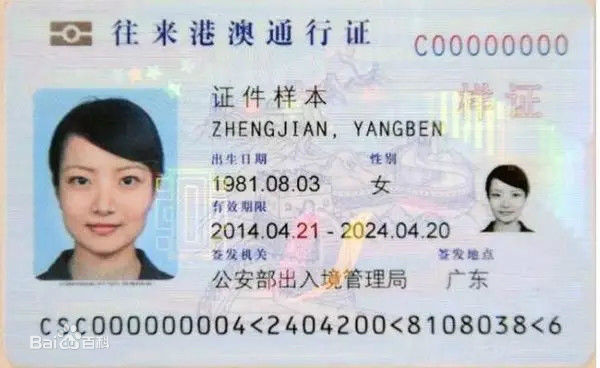 往来港澳通行证
C00000000
样证
证件样本
ZHENGJIAN, YANGBEN
出生日期 性别
1981.08.03 女
有效期限
2014.04.21 - 2024.04.20
签发机关 签发地点
公安部出入境管理局 广东
CSC000000004<2404200<8108038<6
Bai百科